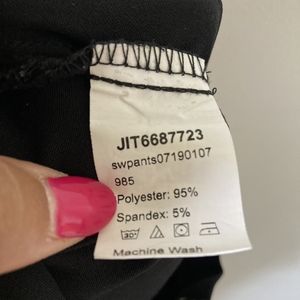 JIT6687723
swpants07190107
985
Polyester: 95%
Spandex: 5%
Machine Wash